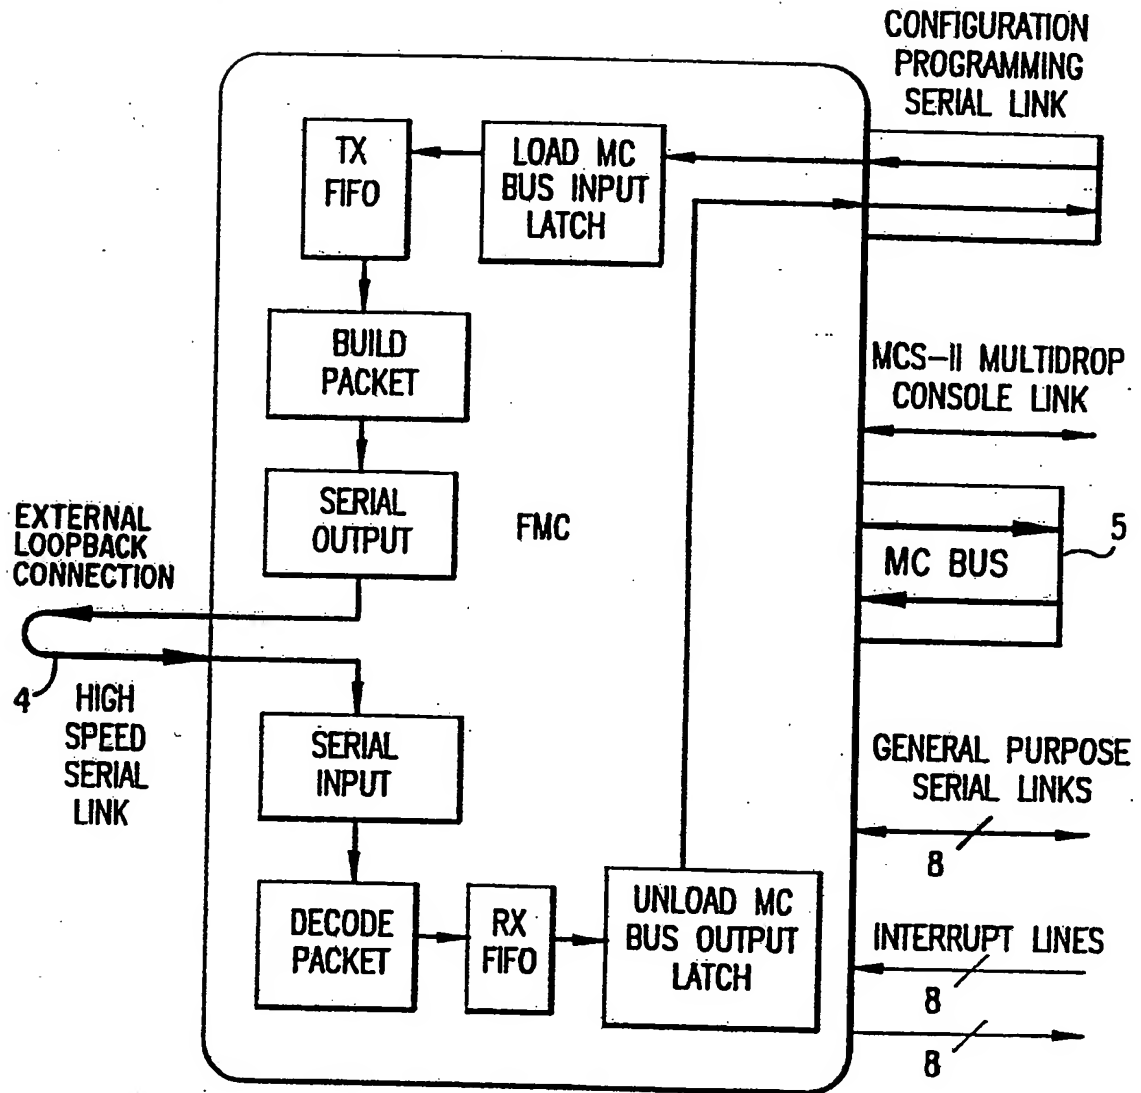 CONFIGURATION
PROGRAMMING
SERIAL LINK
TX
FIFO
LOAD MC
BUS INPUT
LATCH
BUILD
PACKET
MCS-II MULTIDROP
CONSOLE LINK
SERIAL
OUTPUT
FMC
EXTERNAL
LOOPBACK
CONNECTION
MC BUS
5
4
HIGH
SPEED
SERIAL
LINK
SERIAL
INPUT
GENERAL PURPOSE
SERIAL LINKS
8
DECODE
PACKET
RX
FIFO
UNLOAD MC
BUS OUTPUT
LATCH
INTERRUPT LINES
8
8